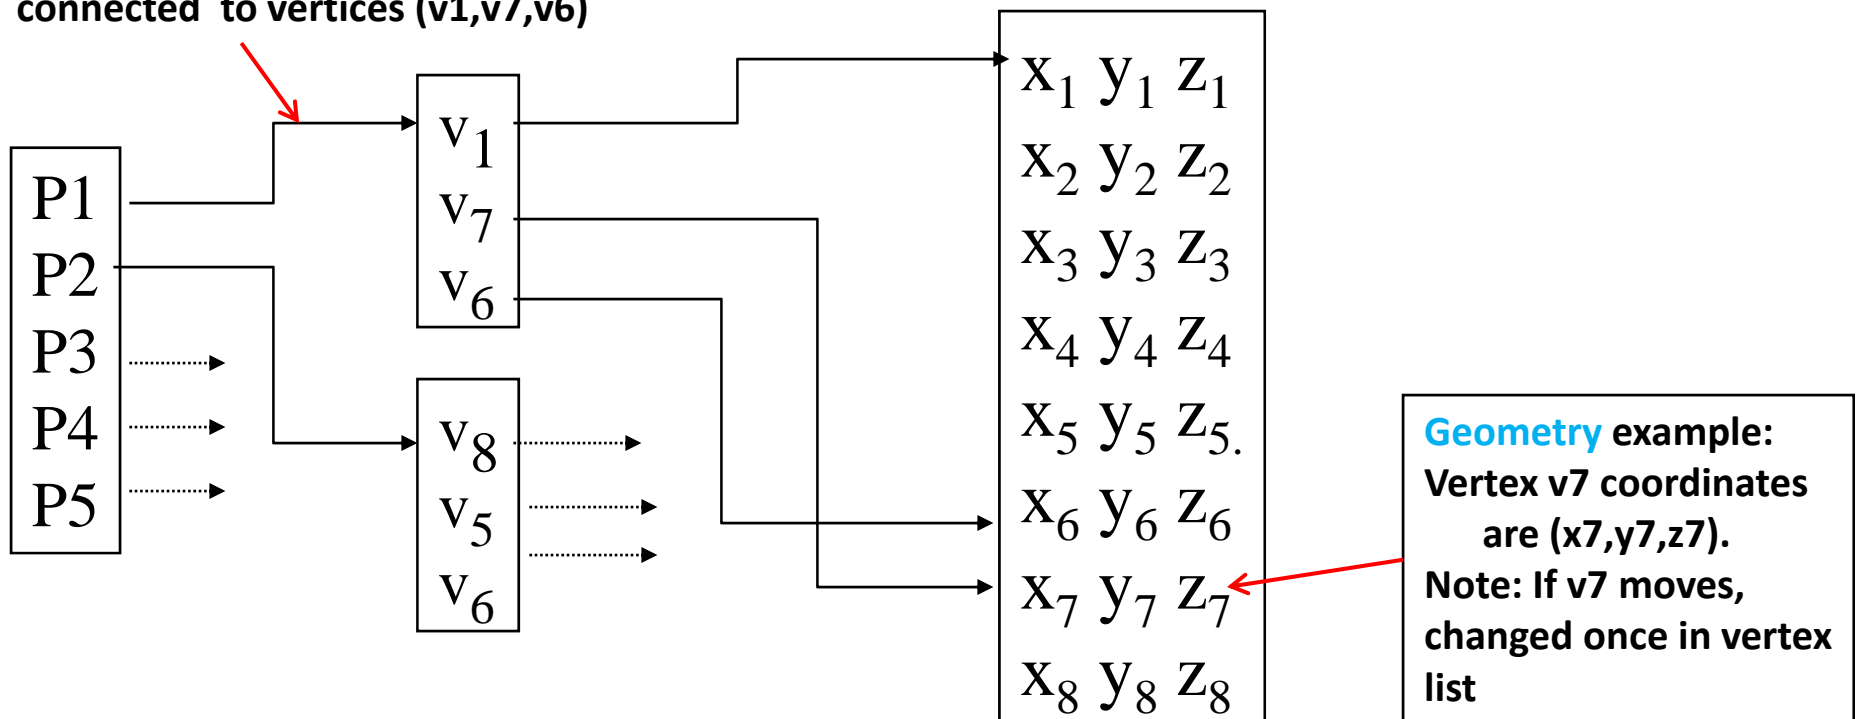 connected to vertices (v1,v7,v6)
P1
P2
P3
P4
P5
v1
v7
v6
v8
v5
v6
x1 y1 z1
x2 y2 z2
x3 y3 z3
x4 y4 z4
x5 y5 z5.
x6 y6 z6
x7 y7 z7
x8 y8 z8
Geometry example:
Vertex v7 coordinates
are (x7,y7,z7).
Note: If v7 moves,
changed once in vertex
list